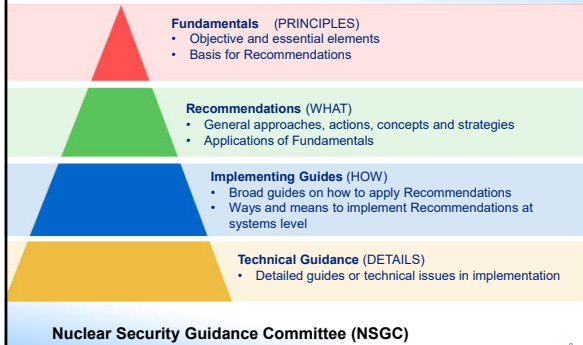 Fundamentals (PRINCIPLES)
• Objective and essential elements
• Basis for Recommendations
Recommendations (WHAT)
• General approaches, actions, concepts and strategies
• Applications of Fundamentals
Implementing Guides (HOW)
• Broad guides on how to apply Recommendations
• Ways and means to implement Recommendations at
systems level
Technical Guidance (DETAILS)
• Detailed guides or technical issues in implementation
Nuclear Security Guidance Committee (NSGC)